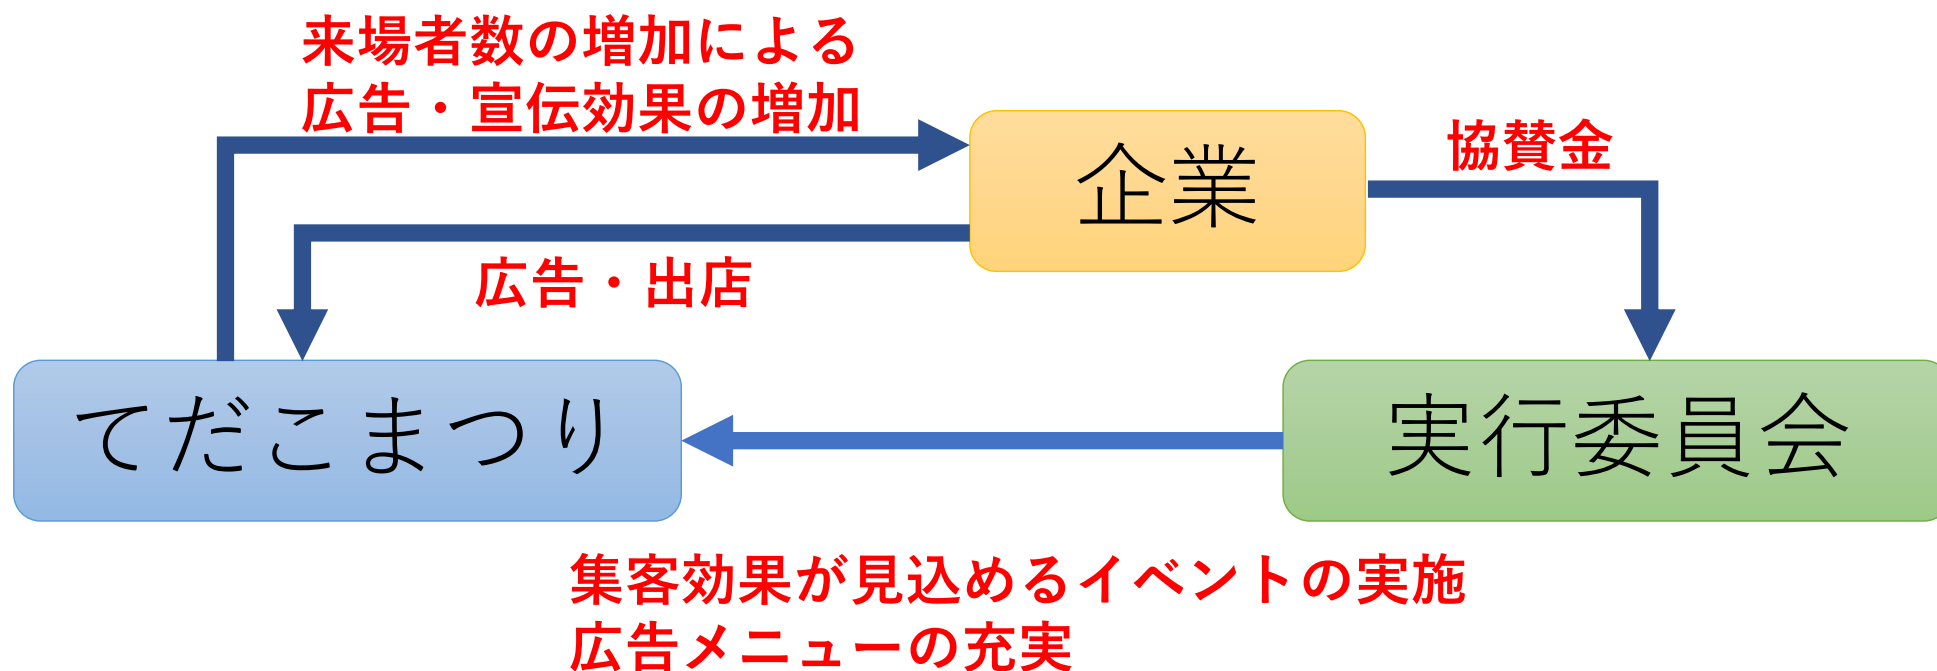 来場者数の増加による
広告・宣伝効果の増加
企業
協賛金
広告・出店
てだこまつり
実行委員会
集客効果が見込めるイベントの実施
広告メニューの充実